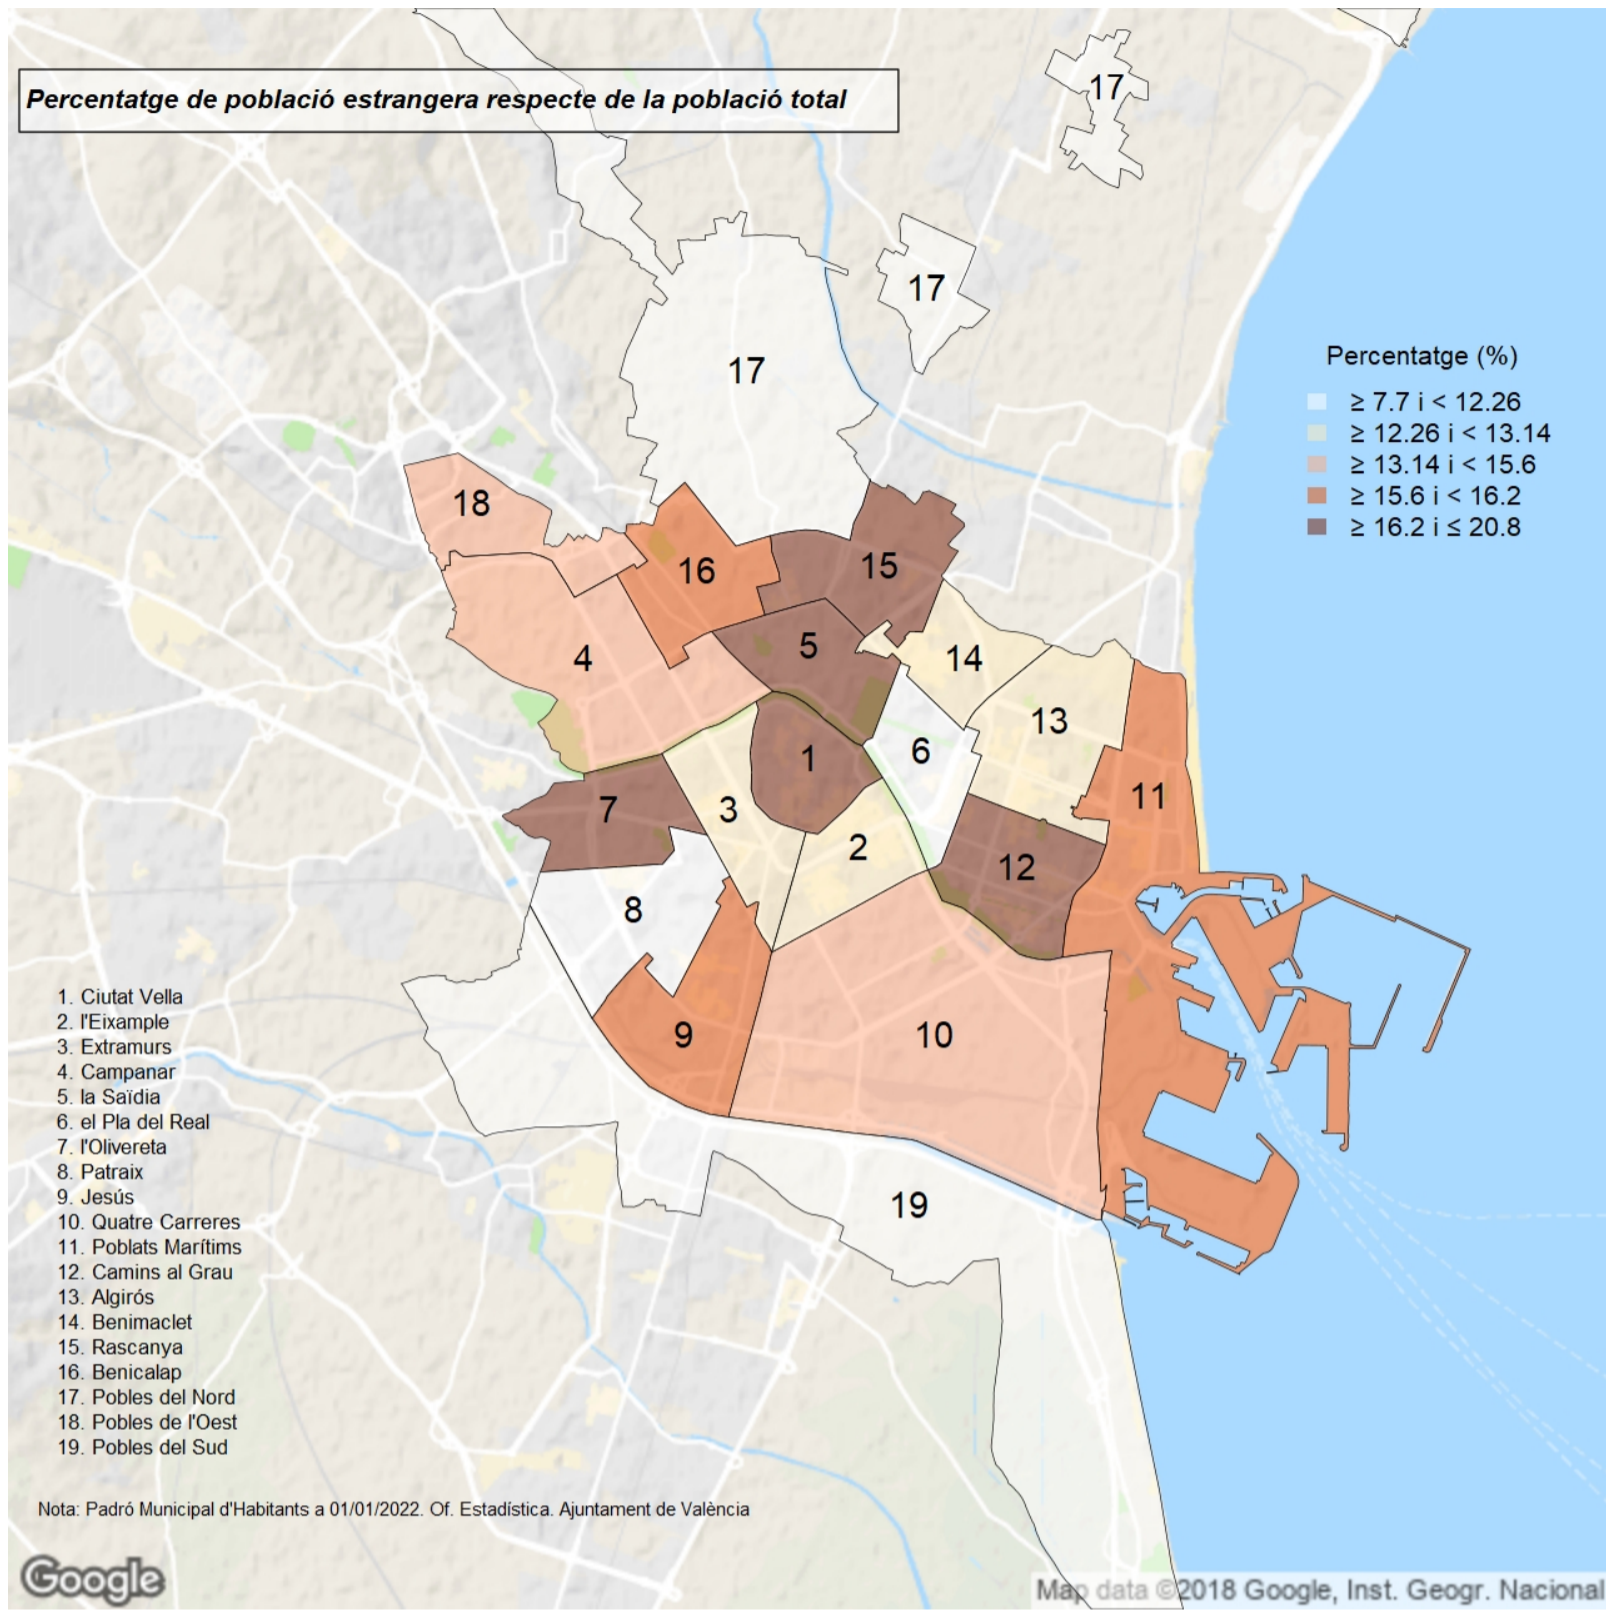 Percentatge de població estrangera respecte de la població total
17
17
17
Percentatge (%)
≥ 7.7 i < 12.26
≥ 12.26 i < 13.14
≥ 13.14 i < 15.6
≥ 15.6 i < 16.2
≥ 16.2 i ≤ 20.8
18
16
15
5
4
14
13
6
1
11
7
3
2
12
8
9
10
19
1. Ciutat Vella
2. l'Eixample
3. Extramurs
4. Campanar
5. la Saïdia
6. el Pla del Real
7. l'Olivereta
8. Patraix
9. Jesús
10. Quatre Carreres
11. Poblats Marítims
12. Camins al Grau
13. Algirós
14. Benimaclet
15. Rascanya
16. Benicalap
17. Pobles del Nord
18. Pobles de l'Oest
19. Pobles del Sud
Nota: Padró Municipal d'Habitants a 01/01/2022. Of. Estadística. Ajuntament de València
Google
Map data ©2018 Google, Inst. Geogr. Nacional